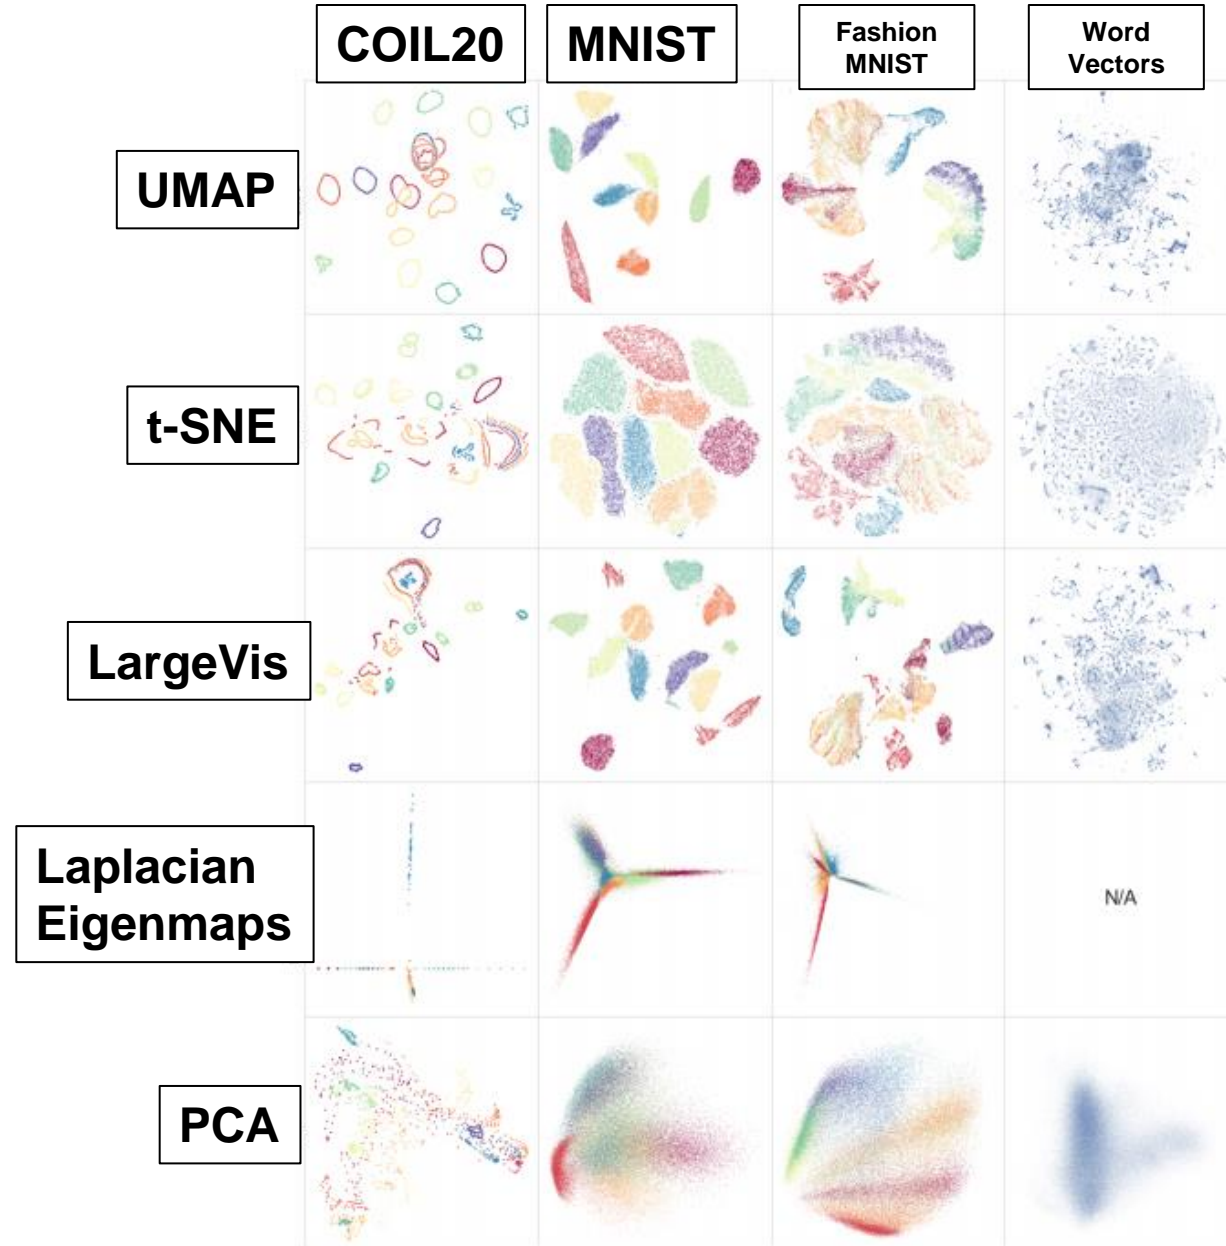 COIL20
MNIST
Fashion
MNIST
Word
Vectors
UMAP
t-SNE
LargeVis
Laplacian
Eigenmaps
N/A
PCA